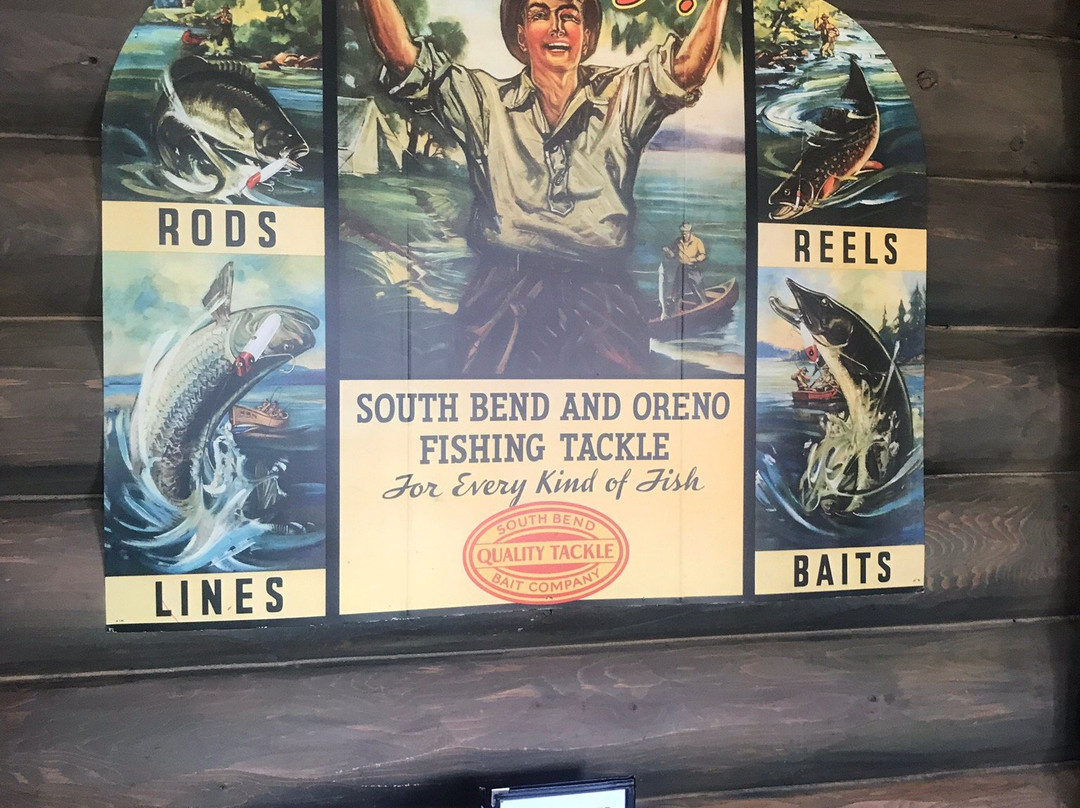 RODS
REELS
LINES
BAITS
SOUTH BEND AND ORENO
FISHING TACKLE
For Every Kind of Fish
SOUTH BEND
QUALITY TACKLE
BAIT COMPANY